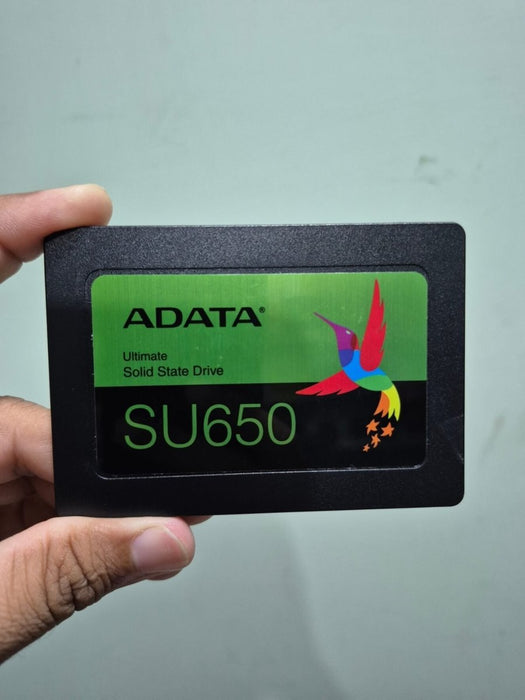 ADATA®
Ultimate
Solid State Drive
SU650